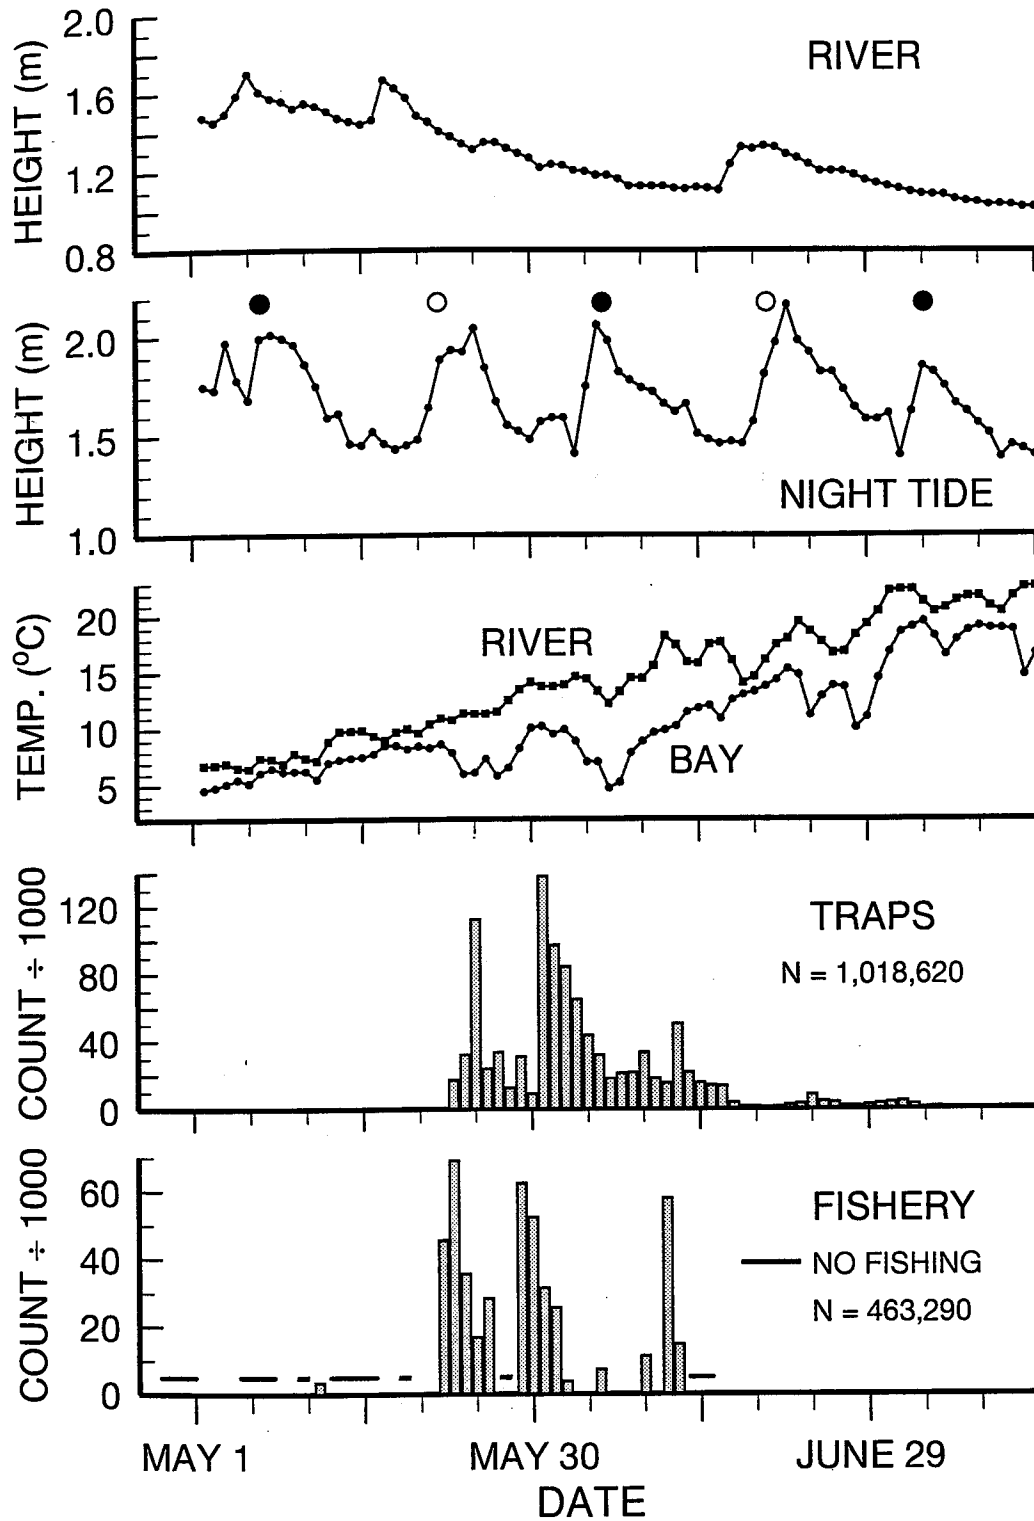 2.0
1.6
1.2
0.8
HEIGHT (m)
RIVER
2.0
1.5
1.0
HEIGHT (m)
NIGHT TIDE
20
15
10
5
TEMP. (ºC)
RIVER
BAY
120
80
40
0
COUNT ÷ 1000
TRAPS
N = 1,018,620
60
40
20
0
COUNT ÷ 1000
FISHERY
NO FISHING
N = 463,290
MAY 1
MAY 30
JUNE 29
DATE